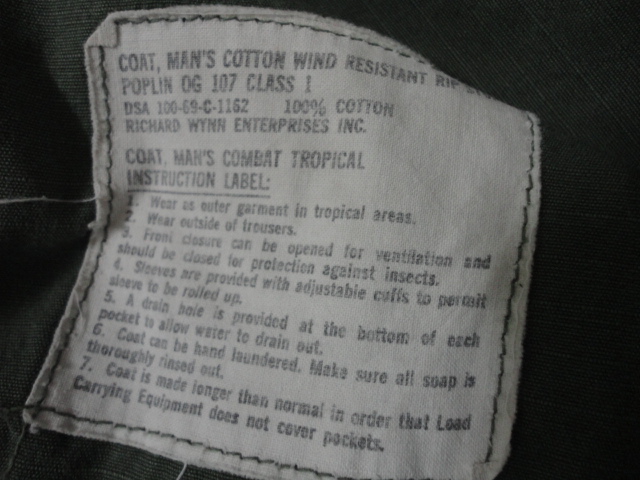 COAT, MAN'S COTTON WIND RESISTANT
POPLIN OG 107 CLASS 1
DSA 100-69-C-1162 100% COTTON
RICHARD WYNN ENTERPRISES INC.
COAT, MAN'S COMBAT TROPICAL
INSTRUCTION LABEL:
1. Wear as outer garment in tropical areas.
2. Wear outside of trousers.
3. Front closure can be opened for ventilation and
should be closed for protection against insects.
4. Sleeves are provided with adjustable cuffs to permit
sleeve to be rolled up.
5. A drain hole is provided at the bottom of each
pocket to allow water to drain out.
6. Coat can be hand laundered. Make sure all soap is
thoroughly rinsed out.
7. Coat is made longer than normal in order that Load
Carrying Equipment does not cover pockets.